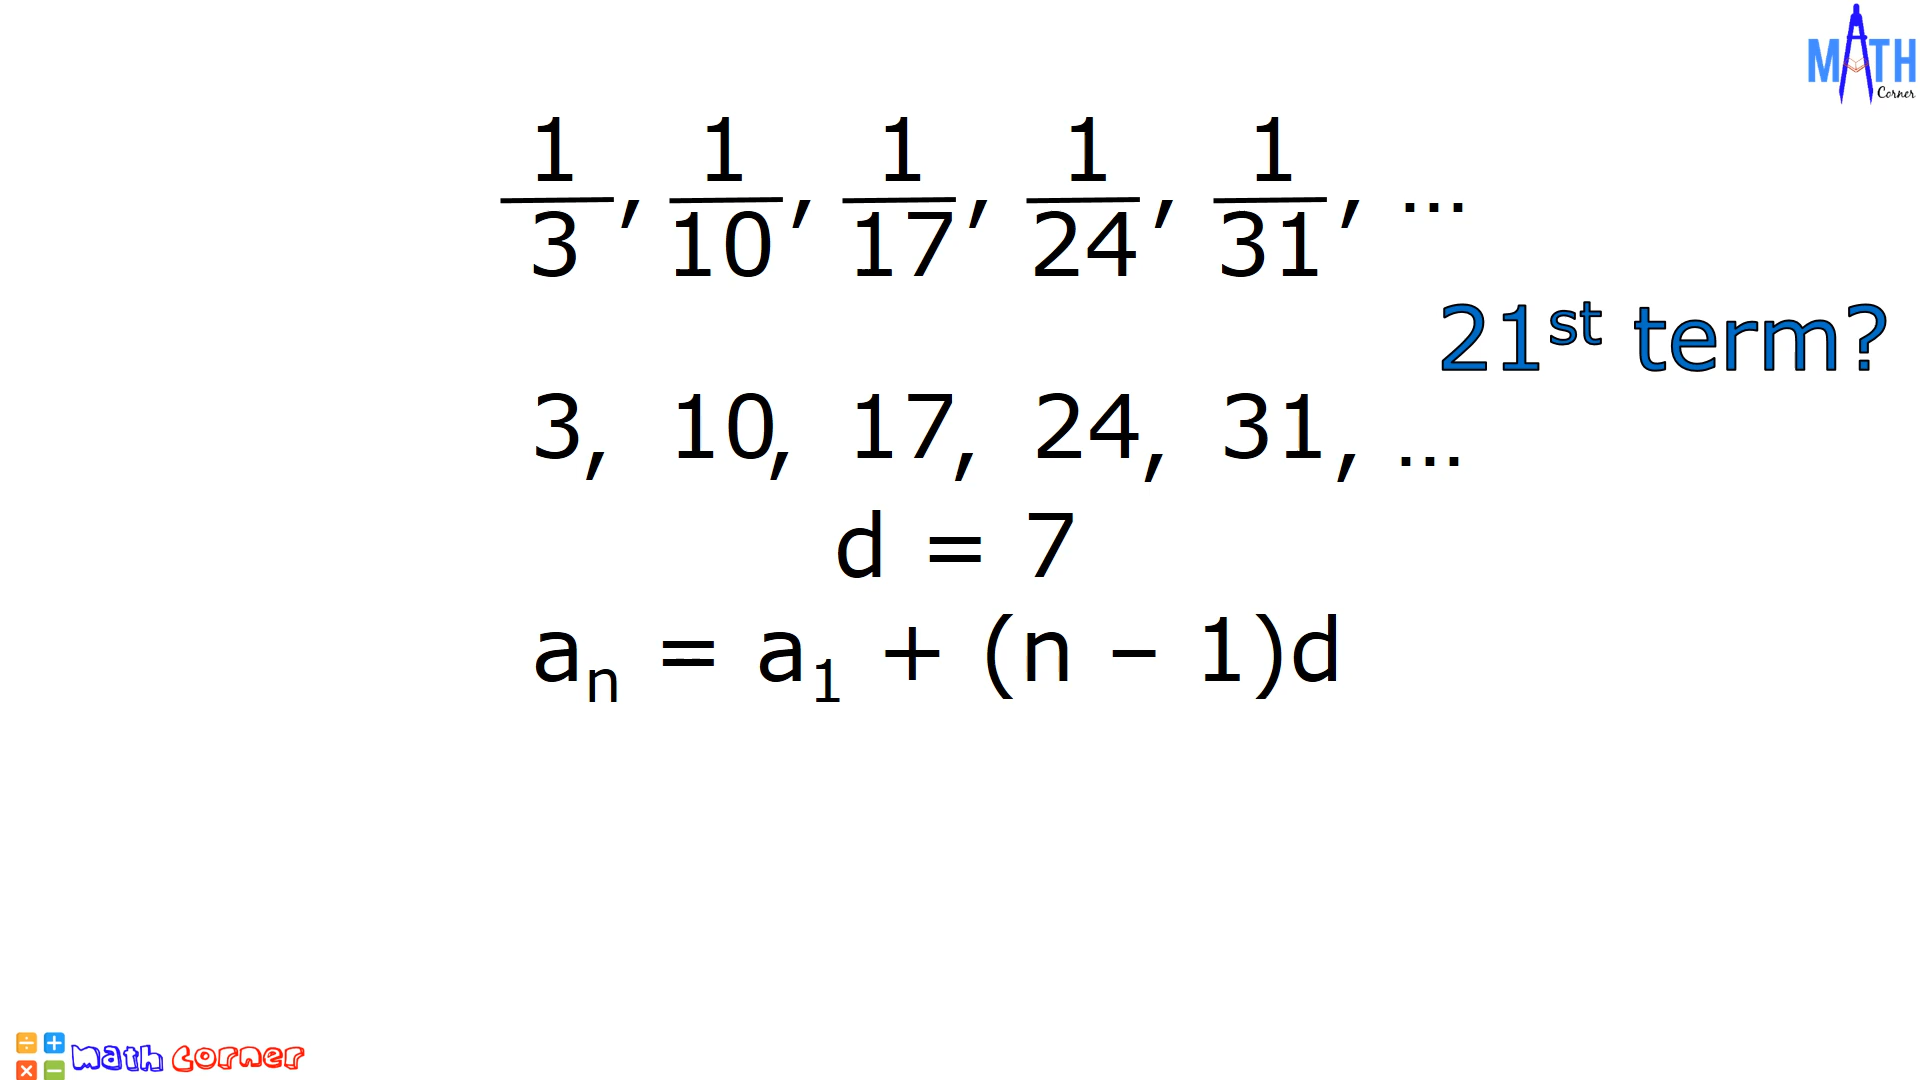 MATH
Corner
1/3, 1/10, 1/17, 1/24, 1/31, ...
21st term?
3, 10, 17, 24, 31, ...
d = 7
aₙ = a₁ + (n – 1)d
÷ + × − math corner